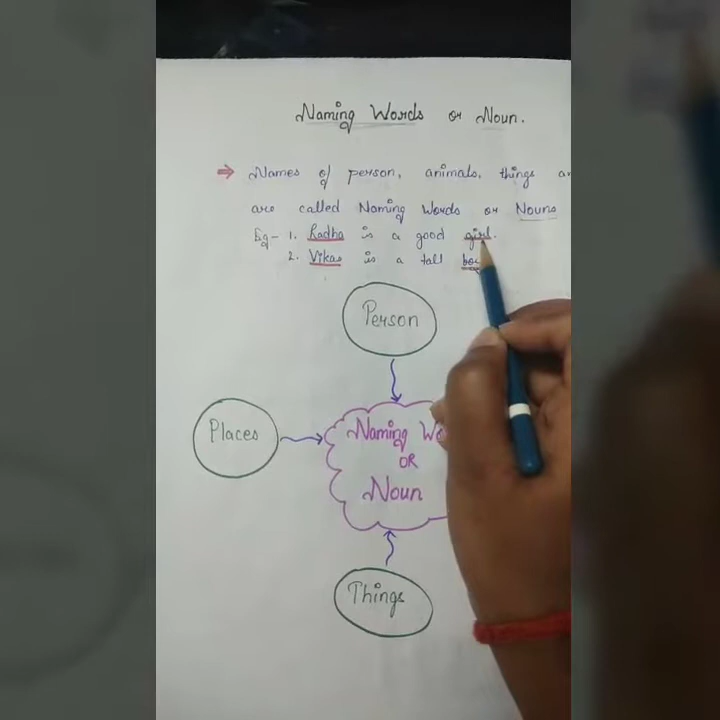 Naming Words or Noun.
Names of person, animals, things
are called Naming Words or Nouns
Eg- 1. Radha is a good girl.
2. Vikas is a tall
Person
Places
Naming
OR
Noun
Things